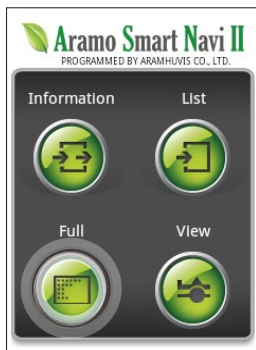 Aramo Smart Navi II
PROGRAMMED BY ARAMHUVIS CO., LTD.
Information List
Full View